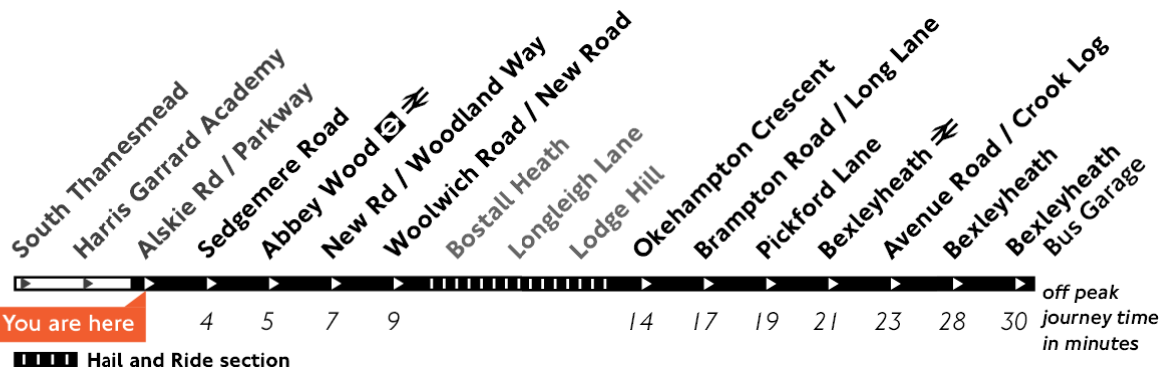 South Thamesmead
Harris Garrard Academy
Alskie Rd / Parkway
Sedgemere Road
Abbey Wood
New Rd / Woodland Way
Woolwich Road / New Road
Bostall Heath
Longleigh Lane
Lodge Hill
Okehampton Crescent
Brampton Road / Long Lane
Pickford Lane
Bexleyheath
Avenue Road / Crook Log
Bexleyheath
Bexleyheath
Bus Garage
You are here
4 5 7 9 14 17 19 21 23 28 30
off peak
journey time
in minutes
Hail and Ride section